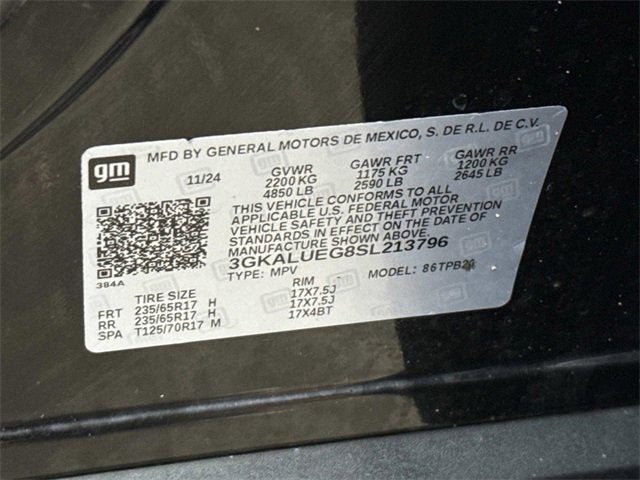 gm
MFD BY GENERAL MOTORS DE MEXICO, S. DE R.L. DE C.V.
11/24 GVWR GAWR FRT GAWR RR
2200 KG 1175 KG 1200 KG
4850 LB 2590 LB 2645 LB
THIS VEHICLE CONFORMS TO ALL
APPLICABLE U.S. FEDERAL MOTOR
VEHICLE SAFETY AND THEFT PREVENTION
STANDARDS IN EFFECT ON THE DATE OF
MANUFACTURE SHOWN ABOVE.
3GKALUEG8SL213796
384A
TYPE: MPV MODEL: 86TPB26
TIRE SIZE RIM
FRT 235/65R17 H 17X7.5J
RR 235/65R17 H 17X7.5J
SPA T125/70R17 M 17X4BT